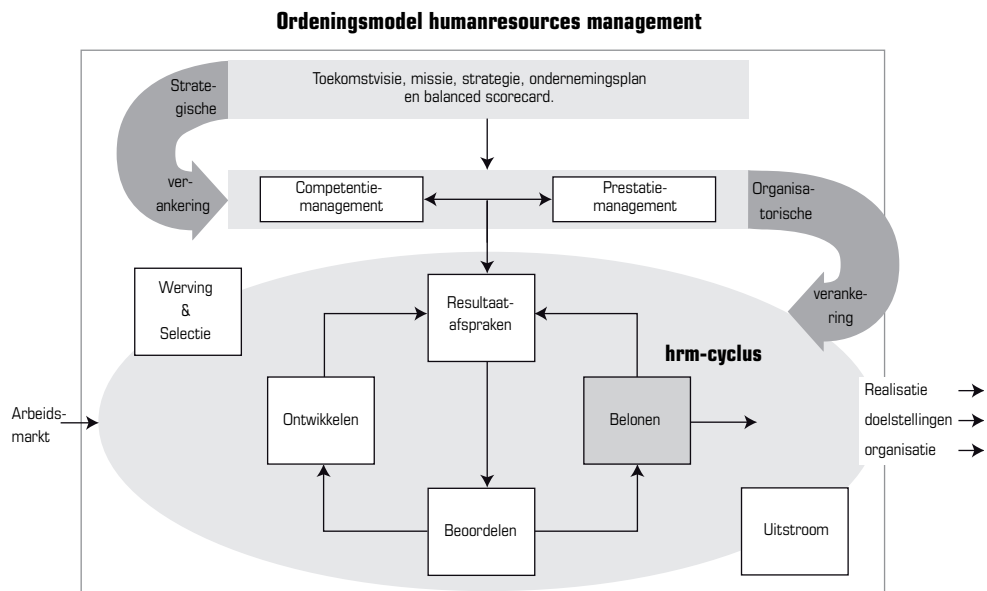 Ordeningsmodel humanresources management
Toekomstvisie, missie, strategie, ondernemingsplan
en balanced scorecard.
Strate-
gische
ver-
ankering
Competentie-
management
Prestatie-
management
Organisa-
torische
veranke-
ring
Werving
&
Selectie
Resultaat-
afspraken
hrm-cyclus
Arbeids-
markt
Ontwikkelen
Belonen
Realisatie
doelstellingen
organisatie
Beoordelen
Uitstroom